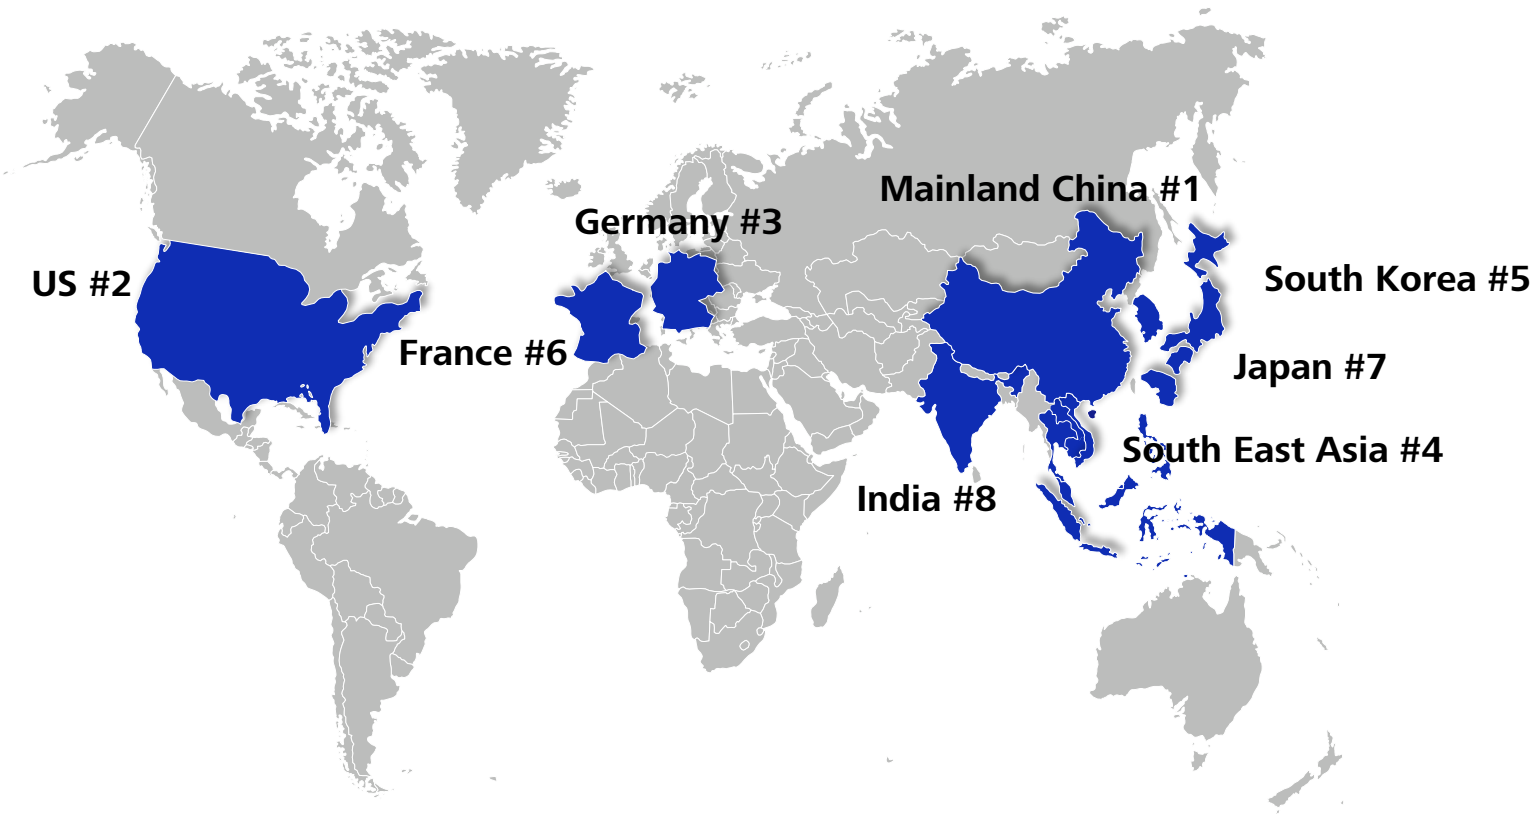 Mainland China #1
Germany #3
US #2
South Korea #5
France #6
Japan #7
South East Asia #4
India #8